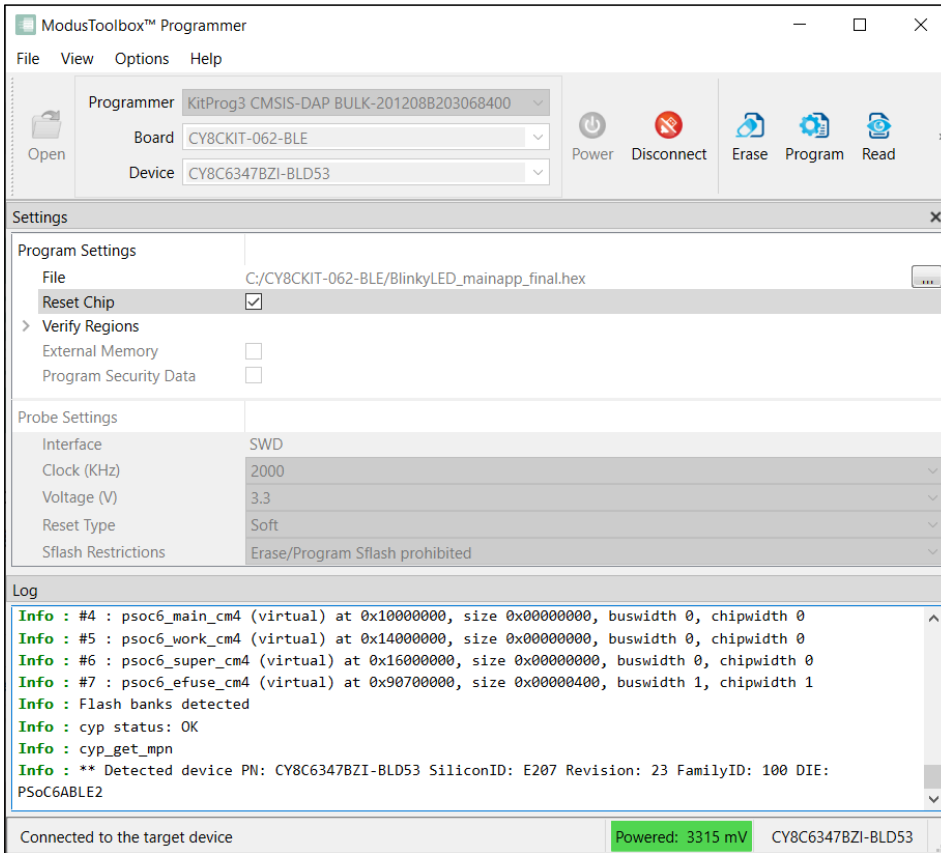 ModusToolbox™ Programmer
File View Options Help
Open
Programmer KitProg3 CMSIS-DAP BULK-201208B203068400
Board CY8CKIT-062-BLE
Device CY8C6347BZI-BLD53
Power Disconnect Erase Program Read
Settings
Program Settings
File C:/CY8CKIT-062-BLE/BlinkyLED_mainapp_final.hex ...
Reset Chip
Verify Regions
External Memory
Program Security Data
Probe Settings
Interface SWD
Clock (KHz) 2000
Voltage (V) 3.3
Reset Type Soft
Sflash Restrictions Erase/Program Sflash prohibited
Log
Info : #4 : psoc6_main_cm4 (virtual) at 0x10000000, size 0x00000000, buswidth 0, chipwidth 0
Info : #5 : psoc6_work_cm4 (virtual) at 0x14000000, size 0x00000000, buswidth 0, chipwidth 0
Info : #6 : psoc6_super_cm4 (virtual) at 0x16000000, size 0x00000000, buswidth 0, chipwidth 0
Info : #7 : psoc6_efuse_cm4 (virtual) at 0x90700000, size 0x00000400, buswidth 1, chipwidth 1
Info : Flash banks detected
Info : cyp status: OK
Info : cyp_get_mpn
Info : ** Detected device PN: CY8C6347BZI-BLD53 SiliconID: E207 Revision: 23 FamilyID: 100 DIE:
PSoC6ABLE2
Connected to the target device Powered: 3315 mV CY8C6347BZI-BLD53